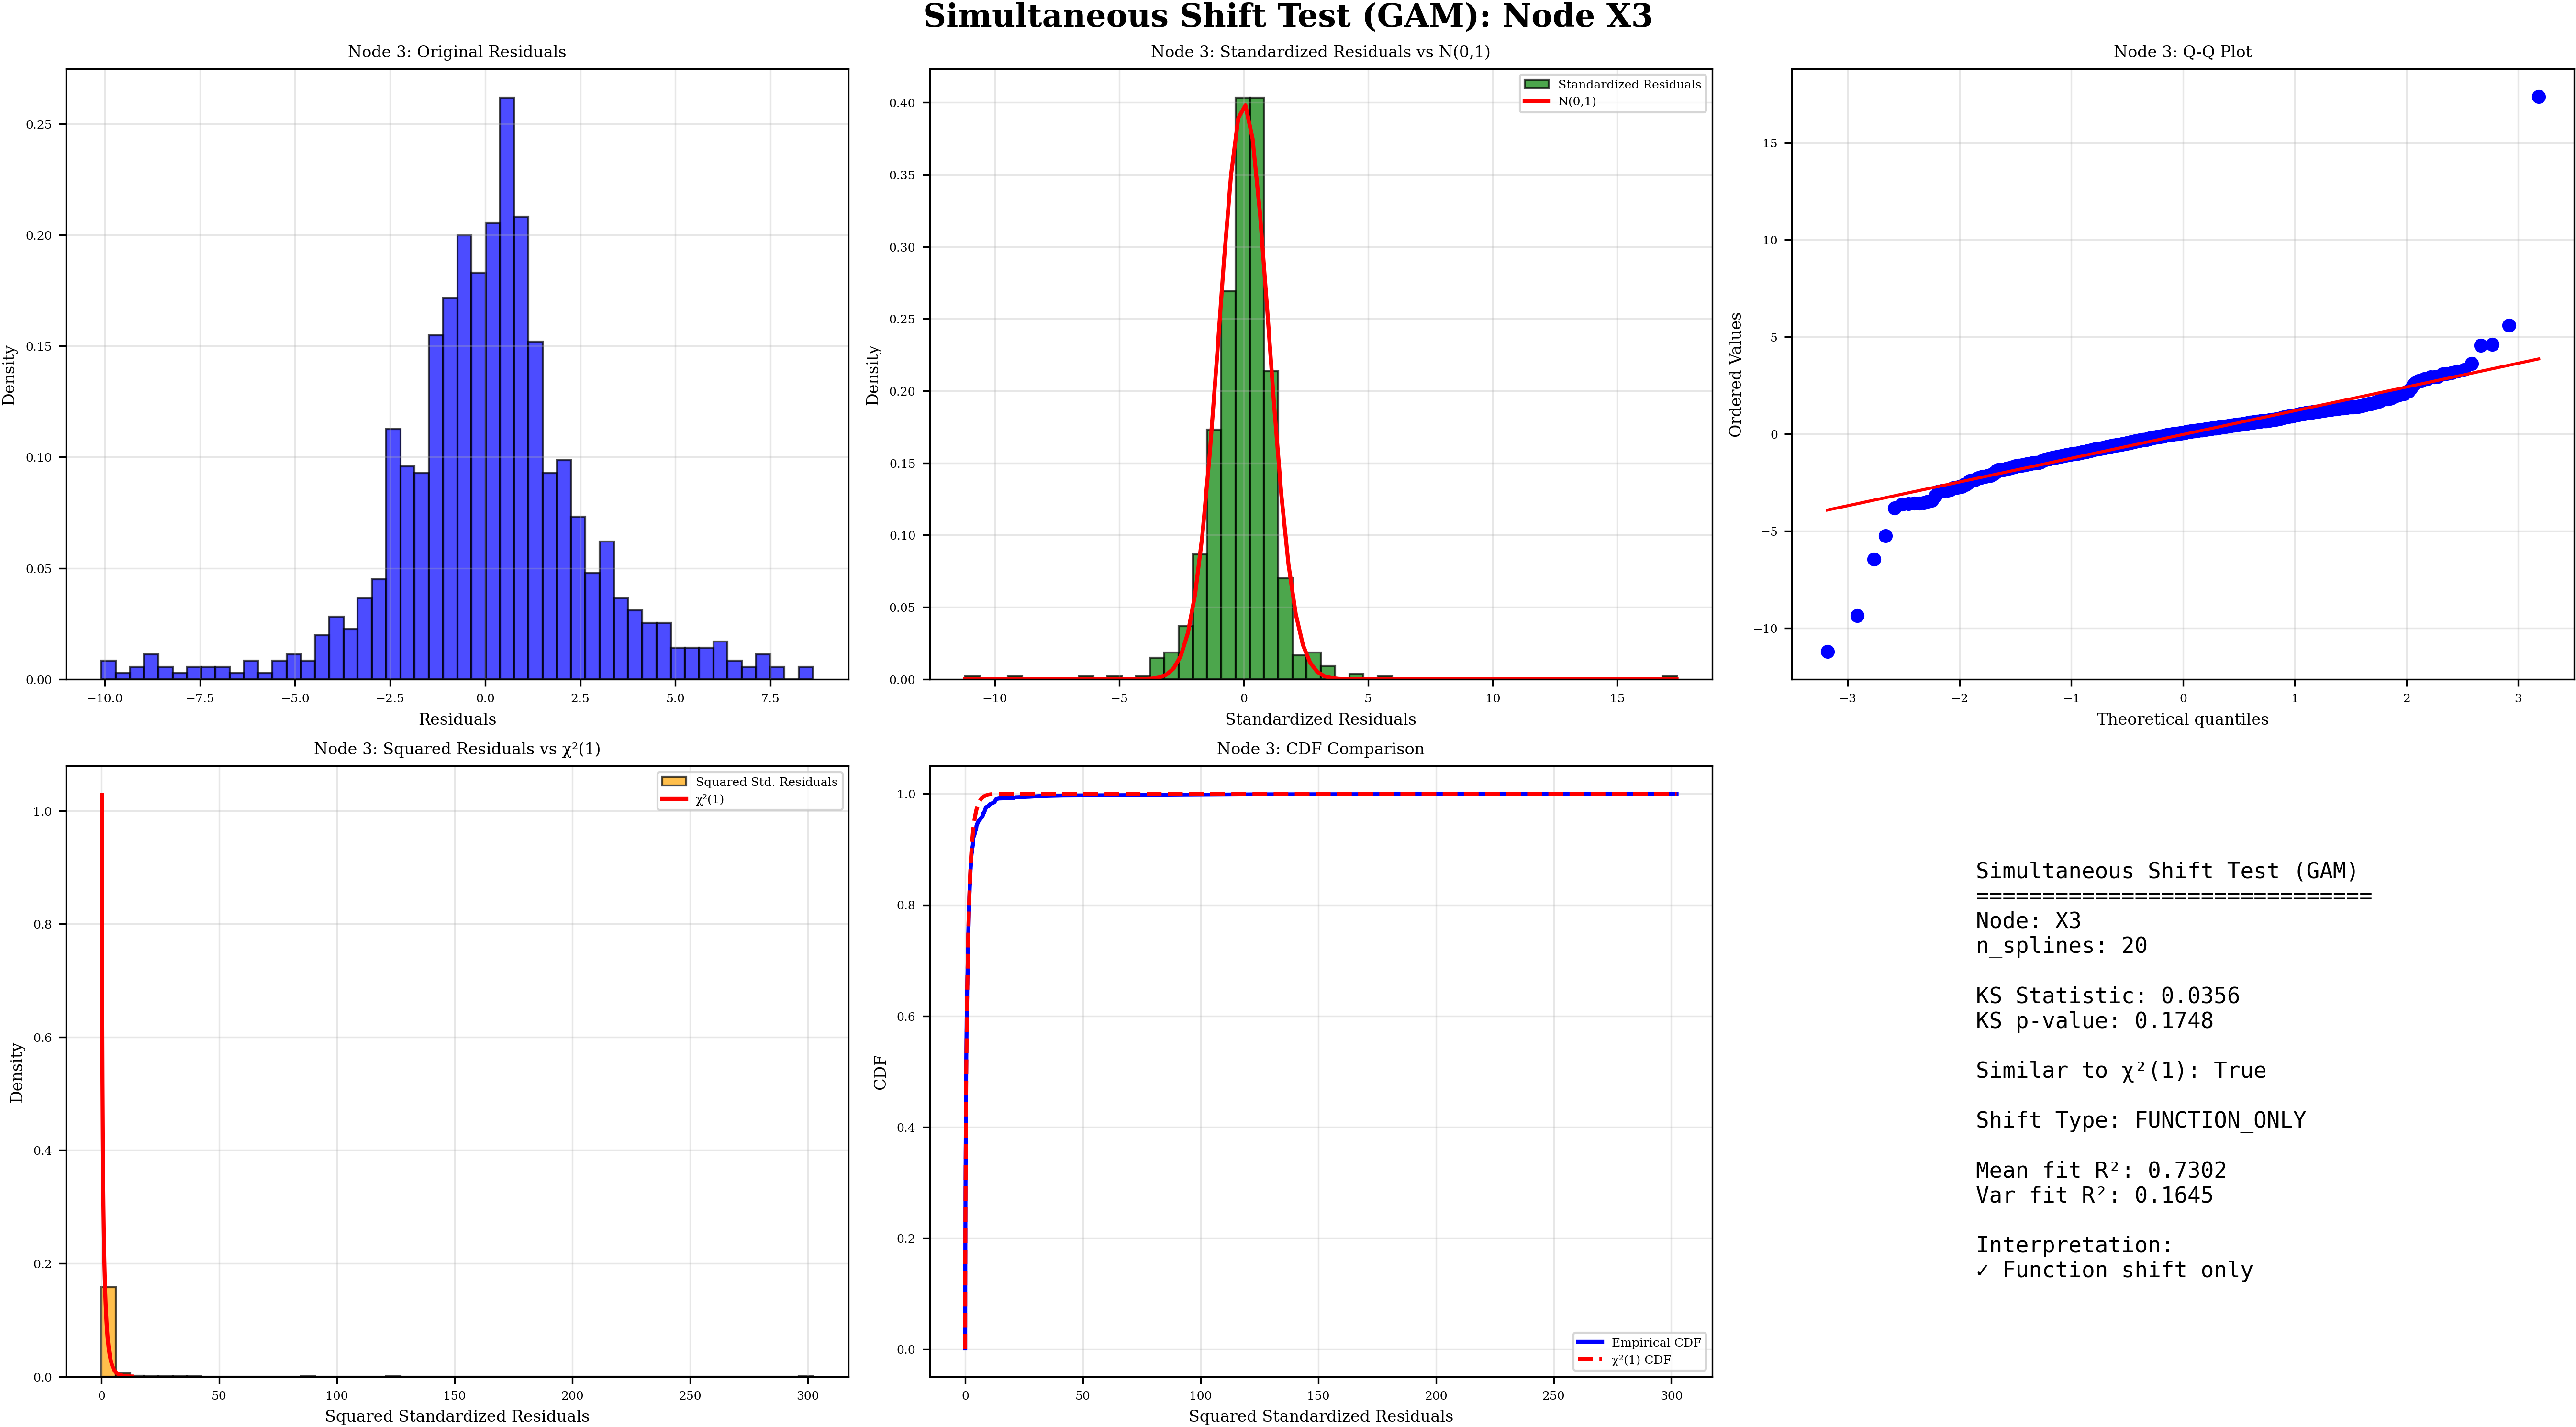 Simultaneous Shift Test (GAM): Node X3
Node 3: Original Residuals
Density
0.25
0.20
0.15
0.10
0.05
0.00
−10.0 −7.5 −5.0 −2.5 0.0 2.5 5.0 7.5
Residuals
Node 3: Standardized Residuals vs N(0,1)
Standardized Residuals
N(0,1)
Density
0.40
0.35
0.30
0.25
0.20
0.15
0.10
0.05
0.00
−10 −5 0 5 10 15
Standardized Residuals
Node 3: Q-Q Plot
Ordered Values
15
10
5
0
−5
−10
−3 −2 −1 0 1 2 3
Theoretical quantiles
Node 3: Squared Residuals vs χ²(1)
Squared Std. Residuals
χ²(1)
Density
1.0
0.8
0.6
0.4
0.2
0.0
0 50 100 150 200 250 300
Squared Standardized Residuals
Node 3: CDF Comparison
CDF
1.0
0.8
0.6
0.4
0.2
0.0
Empirical CDF
χ²(1) CDF
0 50 100 150 200 250 300
Squared Standardized Residuals
Simultaneous Shift Test (GAM)
==============================
Node: X3
n_splines: 20
KS Statistic: 0.0356
KS p-value: 0.1748
Similar to χ²(1): True
Shift Type: FUNCTION_ONLY
Mean fit R²: 0.7302
Var fit R²: 0.1645
Interpretation:
✓ Function shift only